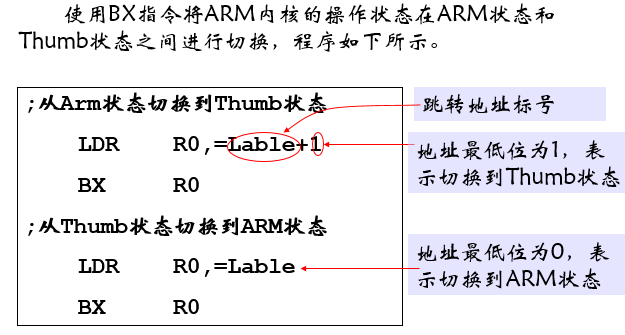 使用BX指令将ARM内核的操作状态在ARM状态和
Thumb状态之间进行切换，程序如下所示。
;从Arm状态切换到Thumb状态
跳转地址标号
LDR R0,=Lable+1
地址最低位为1，表
示切换到Thumb状态
BX R0
;从Thumb状态切换到ARM状态
LDR R0,=Lable
地址最低位为0，表
示切换到ARM状态
BX R0